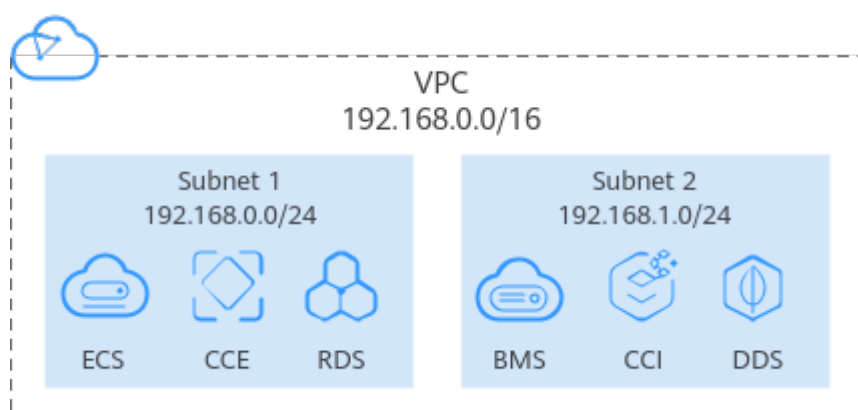 VPC
192.168.0.0/16
Subnet 1
192.168.0.0/24
ECS CCE RDS
Subnet 2
192.168.1.0/24
BMS CCI DDS